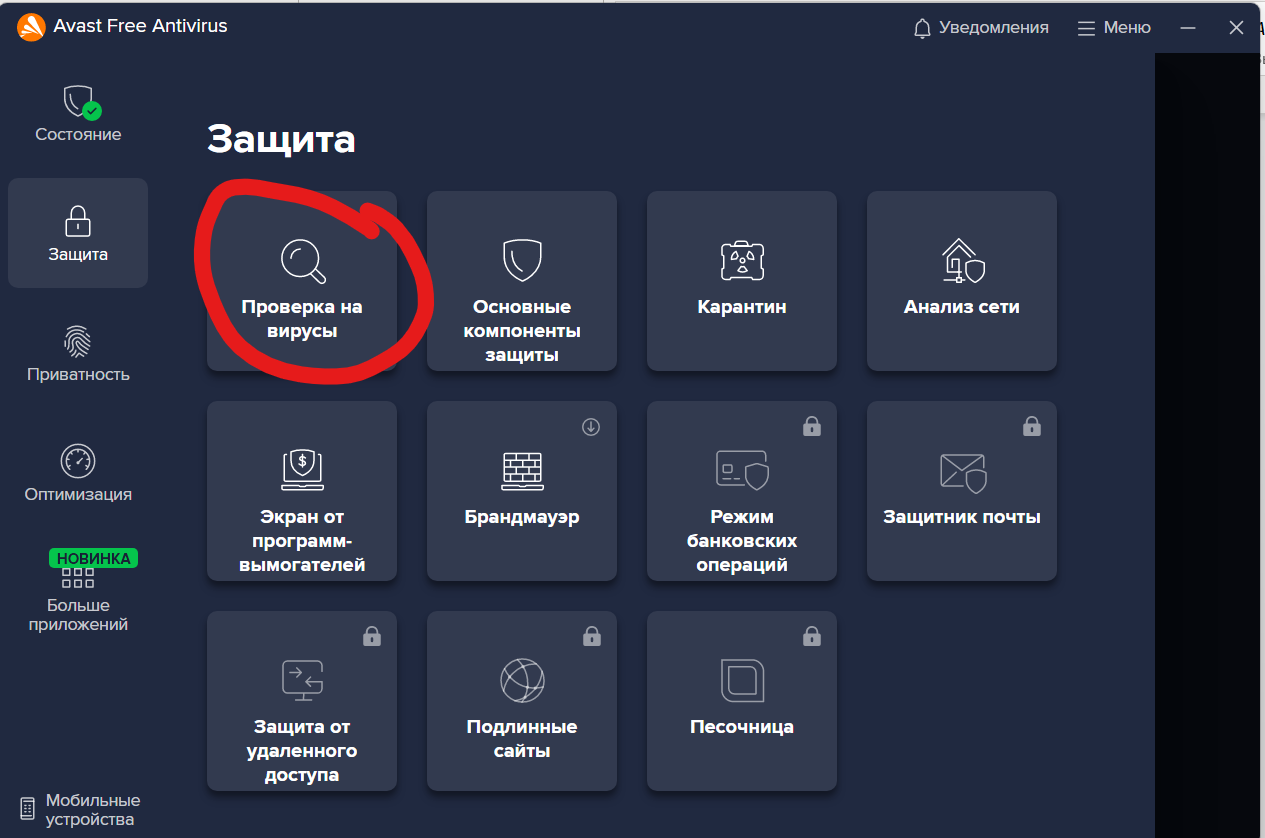 Avast Free Antivirus
Уведомления
Меню
Состояние
Защита
Приватность
Оптимизация
НОВИНКА
Больше
приложений
Мобильные
устройства
Защита
Проверка на
вирусы
Основные
компоненты
защиты
Карантин
Анализ сети
$
Экран от
программ-
вымогателей
Брандмауэр
Режим
банковских
операций
Защитник почты
Защита от
удаленного
доступа
Подлинные
сайты
Песочница